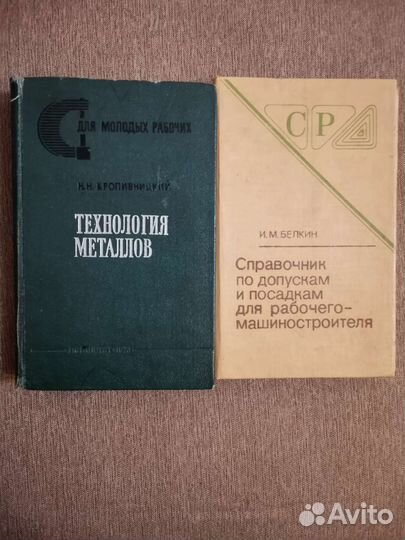 ДЛЯ МОЛОДЫХ РАБОЧИХ
Н.Н. КРОПИВНИЦКИЙ
ТЕХНОЛОГИЯ
МЕТАЛЛОВ
СР
И.М.БЕЛКИН
Справочник
по допускам
и посадкам
для рабочего-
машиностроителя
Avito